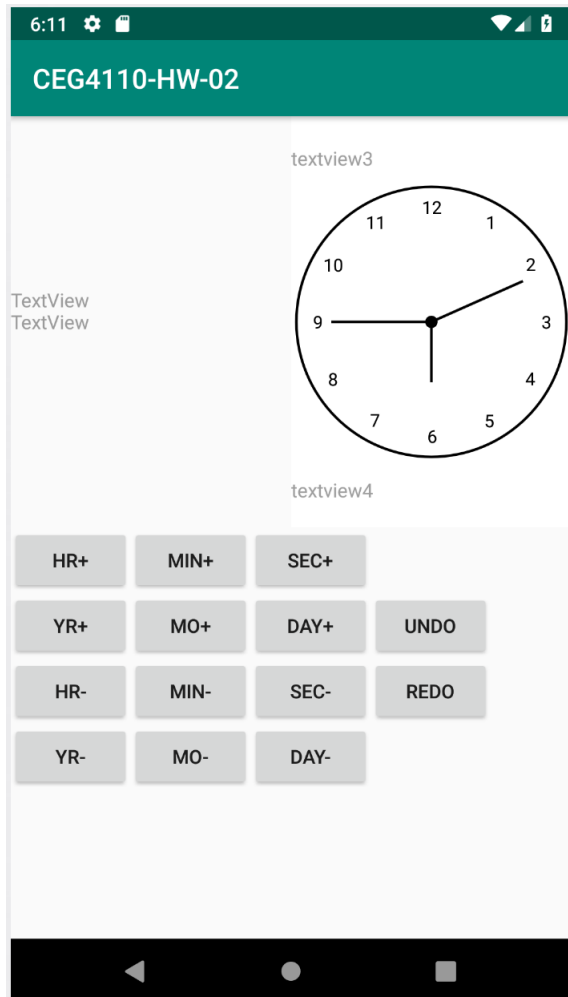 6:11
CEG4110-HW-02
textview3
12
11 1
10 2
TextView
TextView
9 3
8 4
7 5
6
textview4
HR+ MIN+ SEC+
YR+ MO+ DAY+ UNDO
HR- MIN- SEC- REDO
YR- MO- DAY-